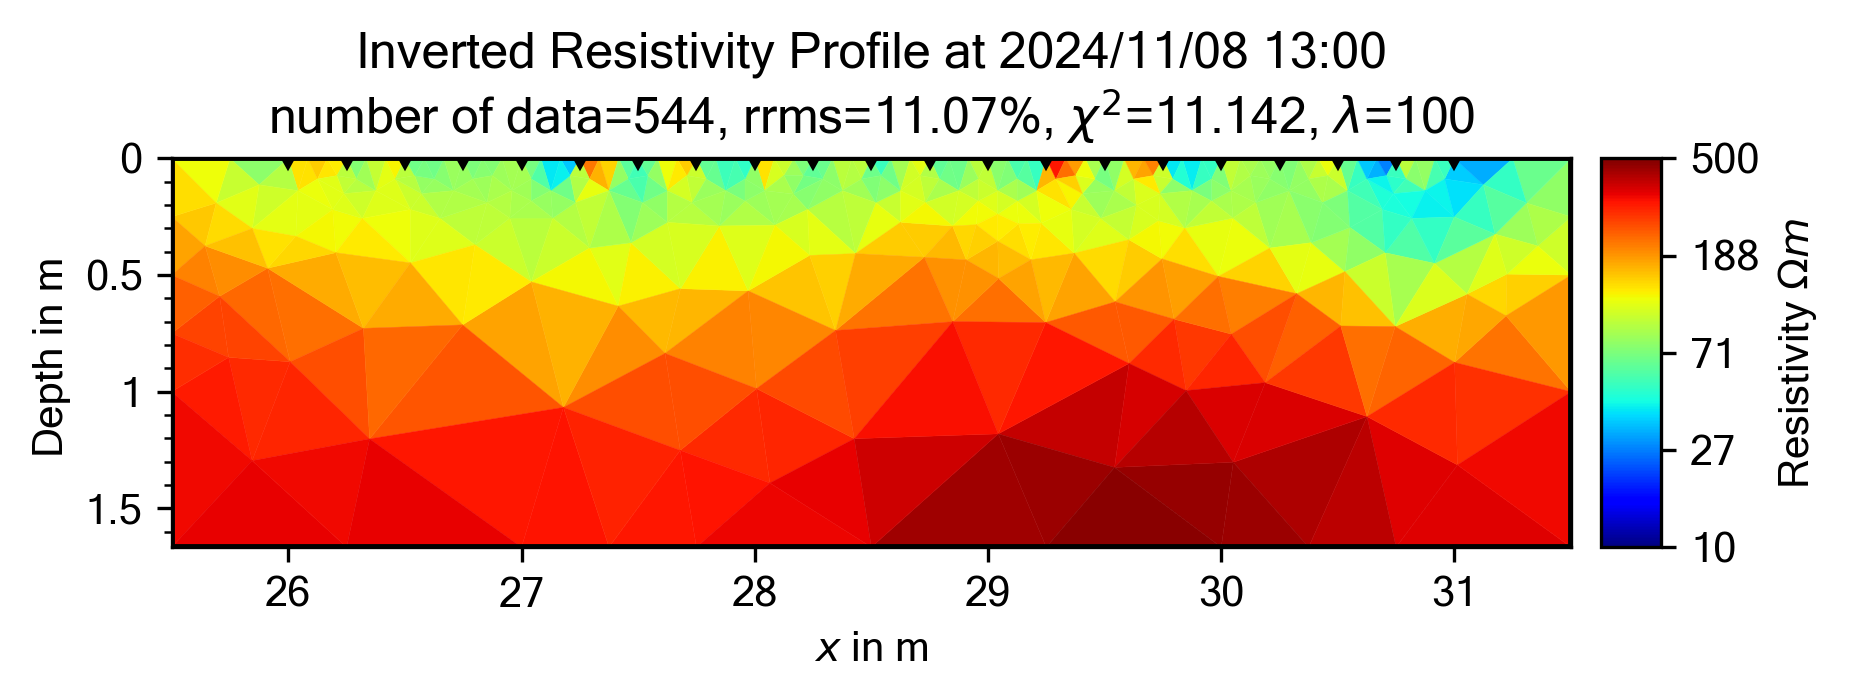 Inverted Resistivity Profile at 2024/11/08 13:00
number of data=544, rrms=11.07%, χ²=11.142, λ=100
0
0.5
1
1.5
Depth in m
26 27 28 29 30 31
x in m
500
188
71
27
10
Resistivity Ωm